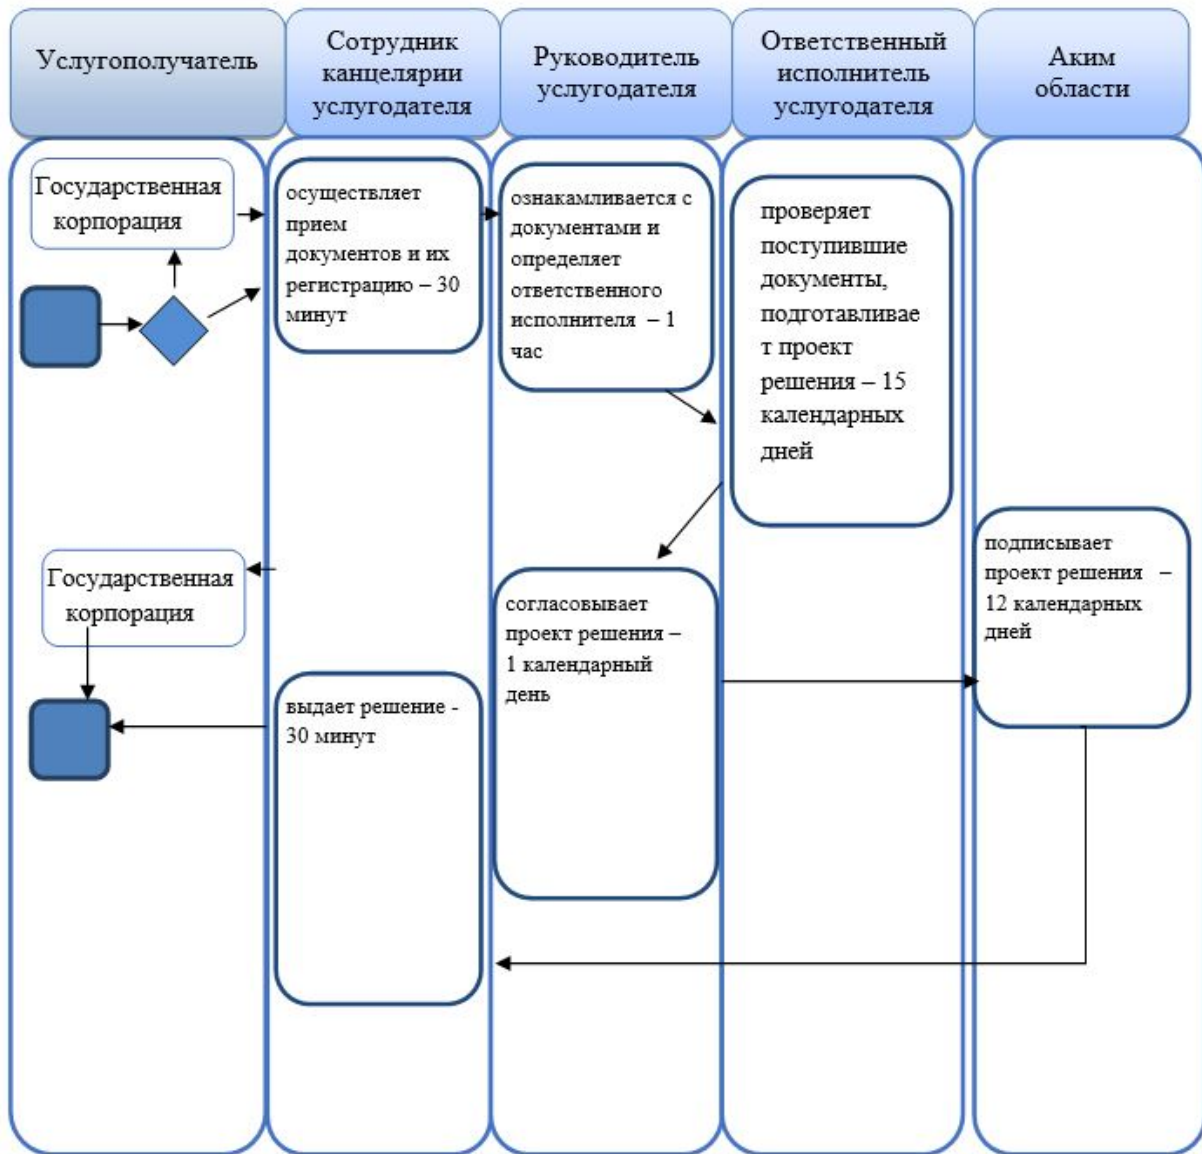 Услугополучатель
Сотрудник
канцелярии
услугодателя
Руководитель
услугодателя
Ответственный
исполнитель
услугодателя
Аким
области
Государственная
корпорация
осуществляет
прием
документов и их
регистрацию – 30
минут
ознакамливается с
документами и
определяет
ответственного
исполнителя – 1
час
проверяет
поступившие
документы,
подготавливае
т проект
решения – 15
календарных
дней
Государственная
корпорация
выдает решение -
30 минут
согласовывает
проект решения –
1 календарный
день
подписывает
проект решения –
12 календарных
дней